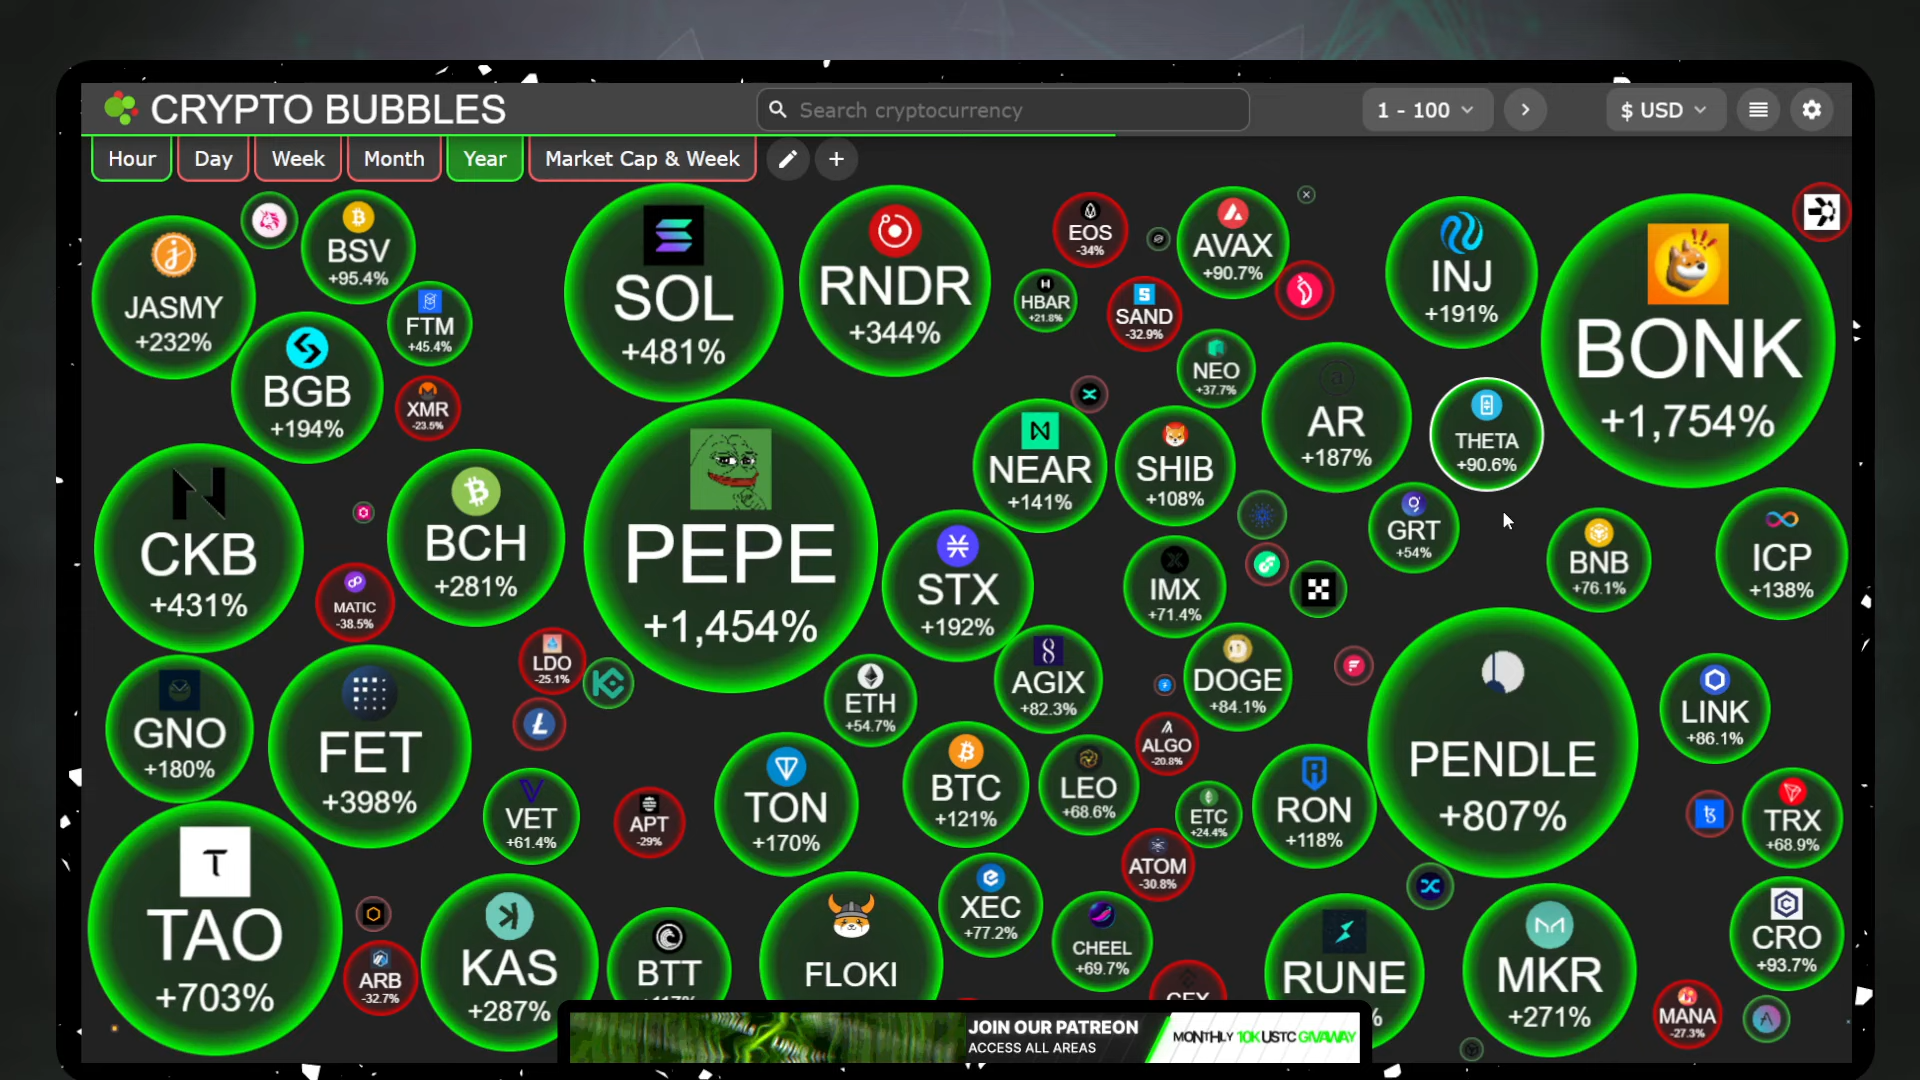 CRYPTO BUBBLES
Search cryptocurrency
1 - 100
$ USD
Hour
Day
Week
Month
Year
Market Cap & Week
JASMY
+232%
BSV
+95.4%
FTM
+45.4%
BGB
+194%
XMR
-23.5%
SOL
+481%
RNDR
+344%
EOS
-34%
HBAR
+21.8%
SAND
-32.9%
AVAX
+90.7%
NEO
+37.7%
INJ
+191%
BONK
+1,754%
AR
+187%
THETA
+90.6%
NEAR
+141%
SHIB
+108%
GRT
+54%
CKB
+431%
BCH
+281%
PEPE
+1,454%
STX
+192%
IMX
+71.4%
BNB
+76.1%
ICP
+138%
MATIC
-38.5%
LDO
-25.1%
ETH
+54.7%
AGIX
+82.3%
DOGE
+84.1%
GNO
+180%
FET
+398%
PENDLE
+807%
LINK
+86.1%
ALGO
-20.8%
VET
+61.4%
APT
-29%
TON
+170%
BTC
+121%
LEO
+68.6%
ETC
+24.4%
RON
+118%
TRX
+68.9%
ATOM
-30.8%
TAO
+703%
ARB
-32.7%
KAS
+287%
BTT
FLOKI
XEC
+77.2%
CHEEL
+69.7%
RUNE
MKR
+271%
CRO
+93.7%
MANA
-27.3%
JOIN OUR PATREON
ACCESS ALL AREAS
MONTHLY 10K USTC GIVAWAY